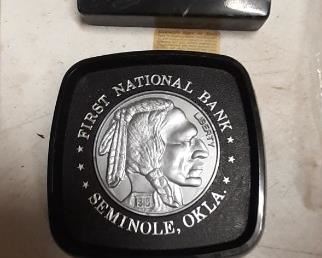 ★ FIRST NATIONAL BANK ★
LIBERTY
★ SEMINOLE, OKLA. ★